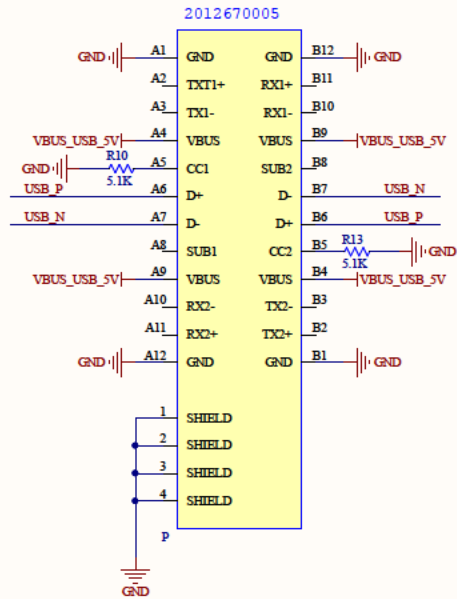 2012670005
GND A1 GND GND B12 GND
A2 TXT1+ RX1+ B11
A3 TX1- RX1- B10
VBUS_USB_5V A4 VBUS VBUS B9 VBUS_USB_5V
R10
GND 5.1K A5 CC1 SUB2 B8
USB_P A6 D+ D- B7 USB_N
USB_N A7 D- D+ B6 USB_P
A8 SUB1 CC2 B5 R13 5.1K GND
VBUS_USB_5V A9 VBUS VBUS B4 VBUS_USB_5V
A10 RX2- TX2- B3
A11 RX2+ TX2+ B2
GND A12 GND GND B1 GND
1 SHIELD
2 SHIELD
3 SHIELD
4 SHIELD
P
GND